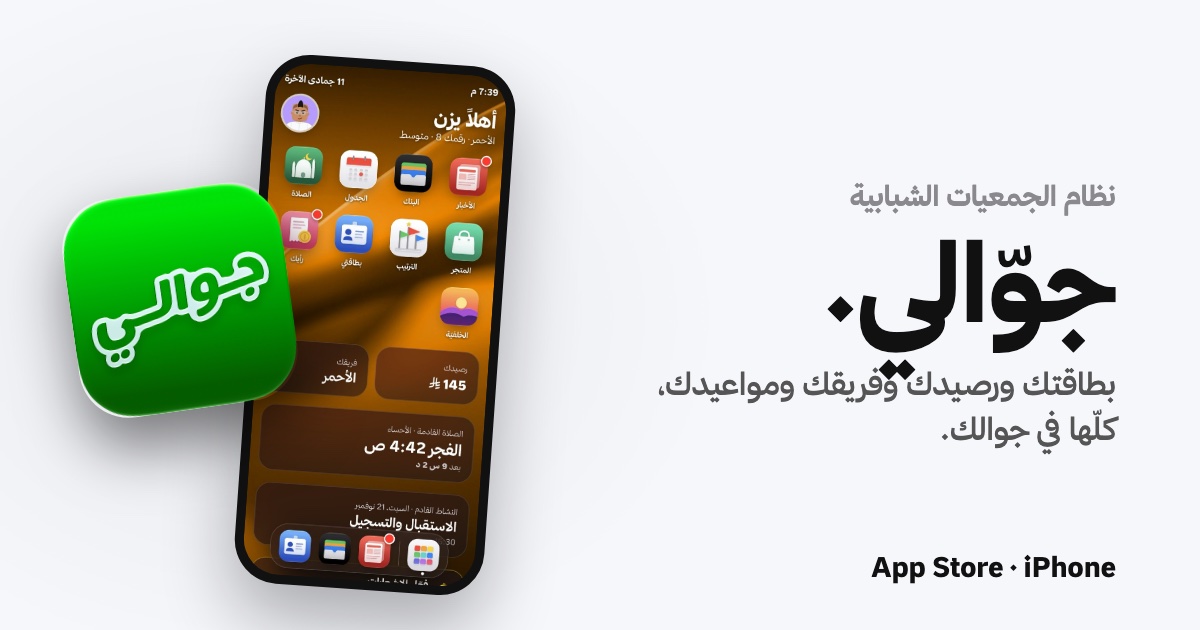 نظام الجمعيات الشبابية
جوّالي.
بطاقتك ورصيدك وفريقك ومواعيدك،
كلّها في جوالك.
App Store · iPhone
جوالي
7:39 م
11 جمادى الآخرة
أهلاً يزن
الأحمر · رقمك 8 · متوسط
الأخبار
البنك
الجدول
الصلاة
المتجر
الترتيب
بطاقتي
رأيك
الخلفية
رصيدك
145
فريقك
الأحمر
الصلاة القادمة · الأحساء
الفجر 4:42 ص
بعد 9 س 2 د
النشاط القادم · السبت، 21 نوفمبر
الاستقبال والتسجيل